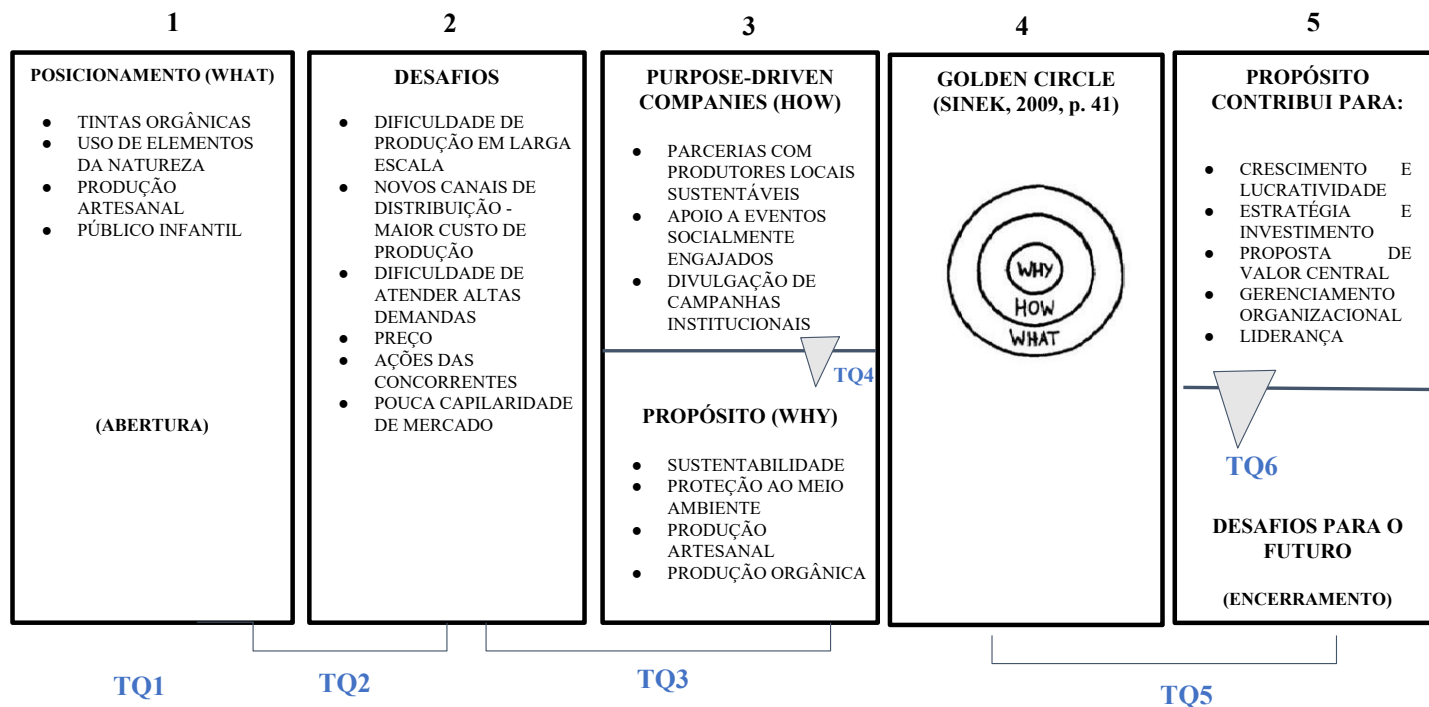 1
POSICIONAMENTO (WHAT)
● TINTAS ORGÂNICAS
● USO DE ELEMENTOS
DA NATUREZA
● PRODUÇÃO
ARTESANAL
● PÚBLICO INFANTIL
(ABERTURA)
2
DESAFIOS
● DIFICULDADE DE
PRODUÇÃO EM LARGA
ESCALA
● NOVOS CANAIS DE
DISTRIBUIÇÃO -
MAIOR CUSTO DE
PRODUÇÃO
● DIFICULDADE DE
ATENDER ALTAS
DEMANDAS
● PREÇO
● AÇÕES DAS
CONCORRENTES
● POUCA CAPILARIDADE
DE MERCADO
3
PURPOSE-DRIVEN
COMPANIES (HOW)
● PARCERIAS COM
PRODUTORES LOCAIS
SUSTENTÁVEIS
● APOIO A EVENTOS
SOCIALMENTE
ENGAJADOS
● DIVULGAÇÃO DE
CAMPANHAS
INSTITUCIONAIS
TQ4
PROPÓSITO (WHY)
● SUSTENTABILIDADE
● PROTEÇÃO AO MEIO
AMBIENTE
● PRODUÇÃO
ARTESANAL
● PRODUÇÃO ORGÂNICA
4
GOLDEN CIRCLE
(SINEK, 2009, p. 41)
WHY
HOW
WHAT
5
PROPÓSITO
CONTRIBUI PARA:
● CRESCIMENTO E
LUCRATIVIDADE
● ESTRATÉGIA E
INVESTIMENTO
● PROPOSTA DE
VALOR CENTRAL
● GERENCIAMENTO
ORGANIZACIONAL
● LIDERANÇA
TQ6
DESAFIOS PARA O
FUTURO
(ENCERRAMENTO)
TQ1
TQ2
TQ3
TQ5